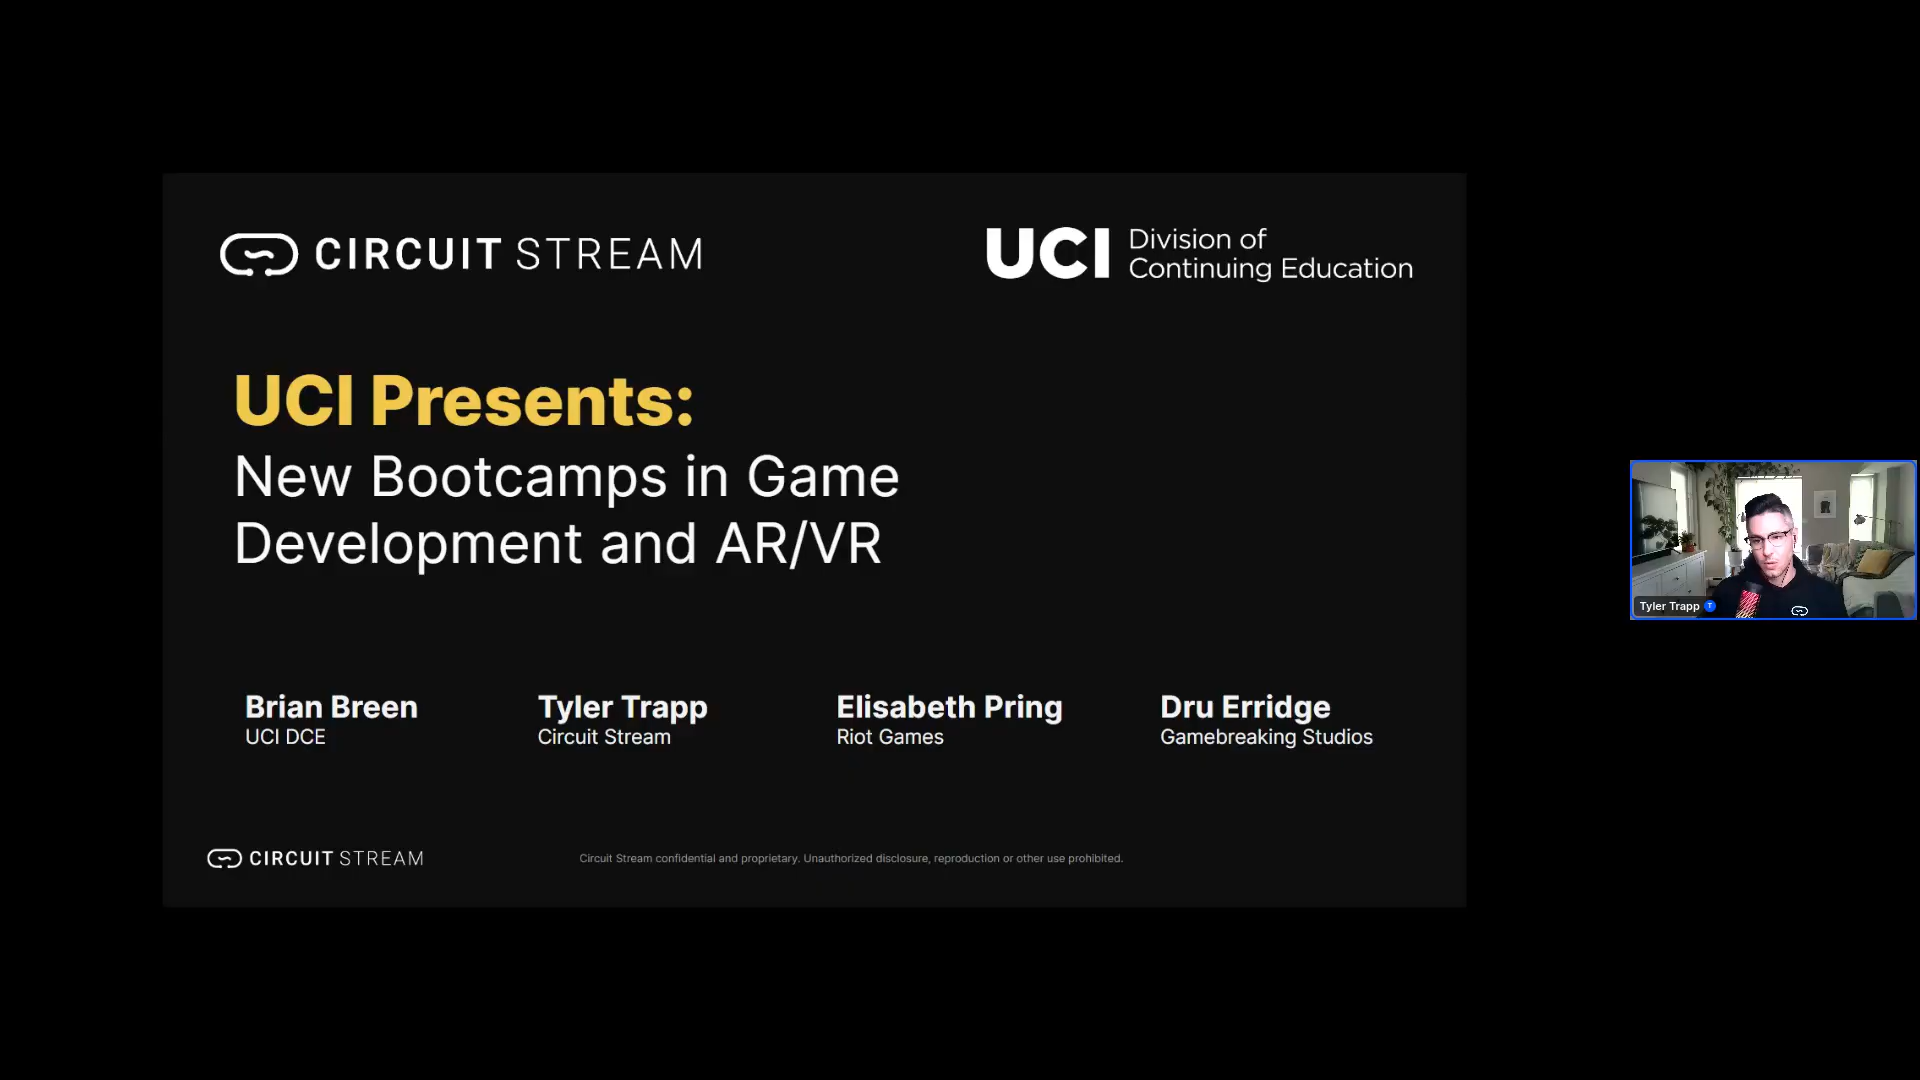 CIRCUIT STREAM
UCI Division of
Continuing Education
UCI Presents:
New Bootcamps in Game
Development and AR/VR
Brian Breen
UCI DCE
Tyler Trapp
Circuit Stream
Elisabeth Pring
Riot Games
Dru Erridge
Gamebreaking Studios
CIRCUIT STREAM
Circuit Stream confidential and proprietary. Unauthorized disclosure, reproduction or other use prohibited.
Tyler Trapp
T